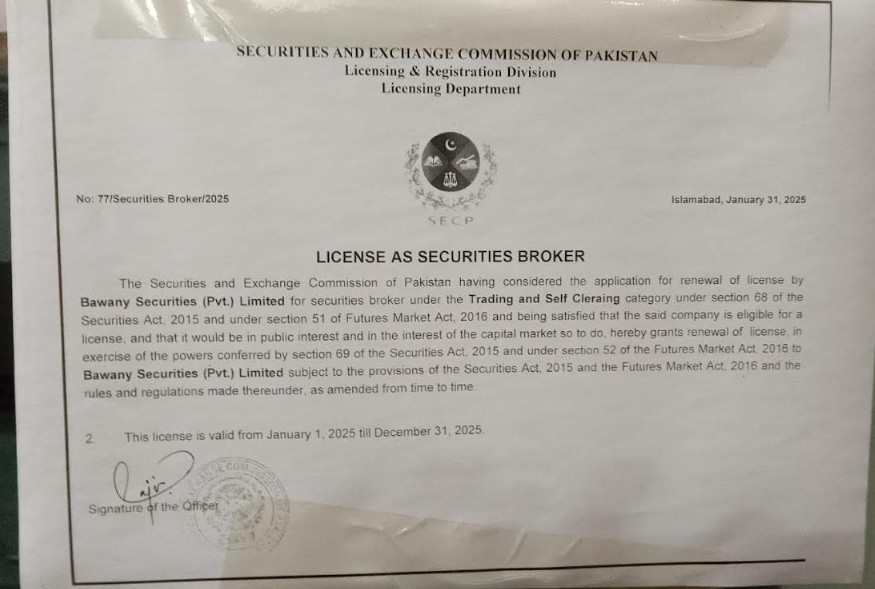 SECURITIES AND EXCHANGE COMMISSION OF PAKISTAN
Licensing & Registration Division
Licensing Department
No: 77/Securities Broker/2025
Islamabad, January 31, 2025
SECP
LICENSE AS SECURITIES BROKER
The Securities and Exchange Commission of Pakistan having considered the application for renewal of license by
Bawany Securities (Pvt.) Limited for securities broker under the Trading and Self Cleraing category under section 68 of the
Securities Act, 2015 and under section 51 of Futures Market Act, 2016 and being satisfied that the said company is eligible for a
license, and that it would be in public interest and in the interest of the capital market so to do, hereby grants renewal of license, in
exercise of the powers conferred by section 69 of the Securities Act, 2015 and under section 52 of the Futures Market Act, 2016 to
Bawany Securities (Pvt.) Limited subject to the provisions of the Securities Act, 2015 and the Futures Market Act, 2016 and the
rules and regulations made thereunder, as amended from time to time.
2. This license is valid from January 1, 2025 till December 31, 2025.
Signature of the Officer